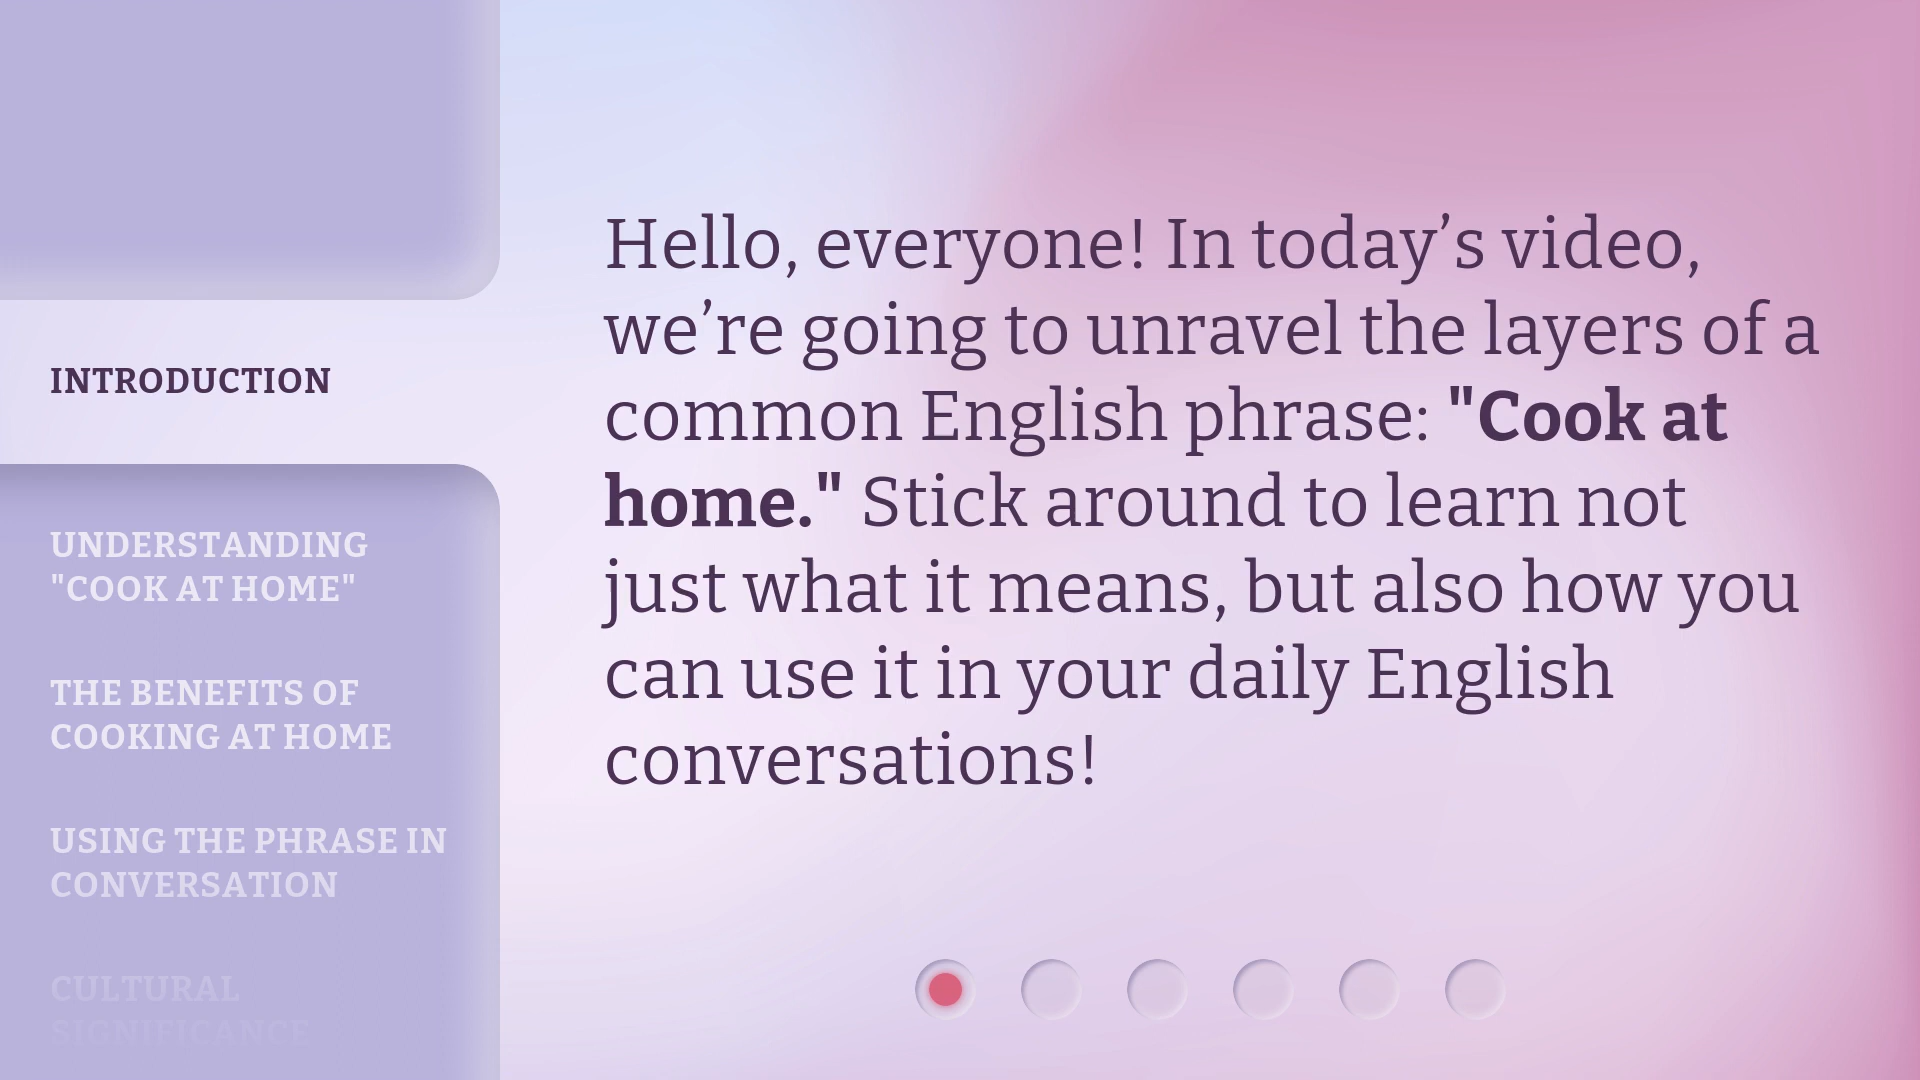 INTRODUCTION
UNDERSTANDING
"COOK AT HOME"
THE BENEFITS OF
COOKING AT HOME
USING THE PHRASE IN
CONVERSATION
CULTURAL
SIGNIFICANCE
Hello, everyone! In today’s video,
we’re going to unravel the layers of a
common English phrase: "Cook at
home." Stick around to learn not
just what it means, but also how you
can use it in your daily English
conversations!